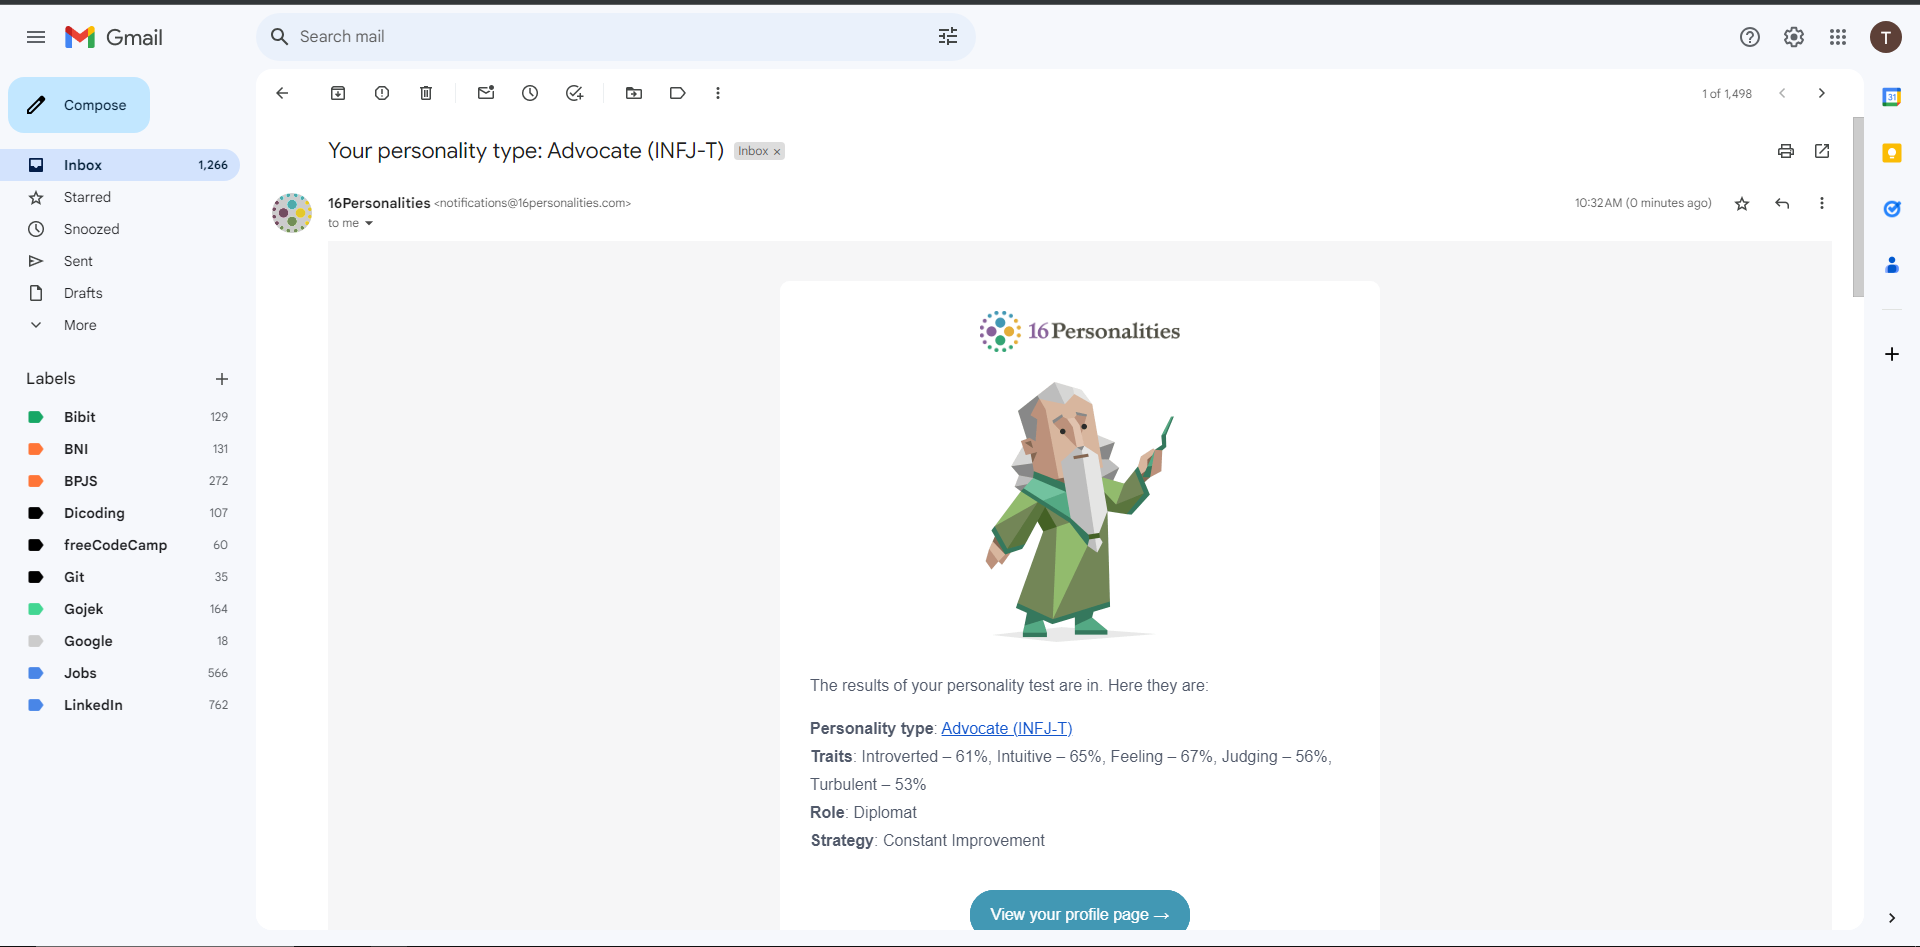 Gmail
Search mail
T
Compose
1 of 1,498
31
Inbox 1,266
Starred
Snoozed
Sent
Drafts
More
Labels
Bibit 129
BNI 131
BPJS 272
Dicoding 107
freeCodeCamp 60
Git 35
Gojek 164
Google 18
Jobs 566
LinkedIn 762
Your personality type: Advocate (INFJ-T) Inbox ×
16Personalities <notifications@16personalities.com> 10:32 AM (0 minutes ago)
to me
16Personalities
The results of your personality test are in. Here they are:
Personality type: Advocate (INFJ-T)
Traits: Introverted – 61%, Intuitive – 65%, Feeling – 67%, Judging – 56%,
Turbulent – 53%
Role: Diplomat
Strategy: Constant Improvement
View your profile page →